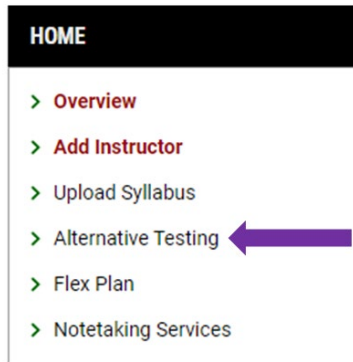 HOME
Overview
Add Instructor
Upload Syllabus
Alternative Testing
Flex Plan
Notetaking Services